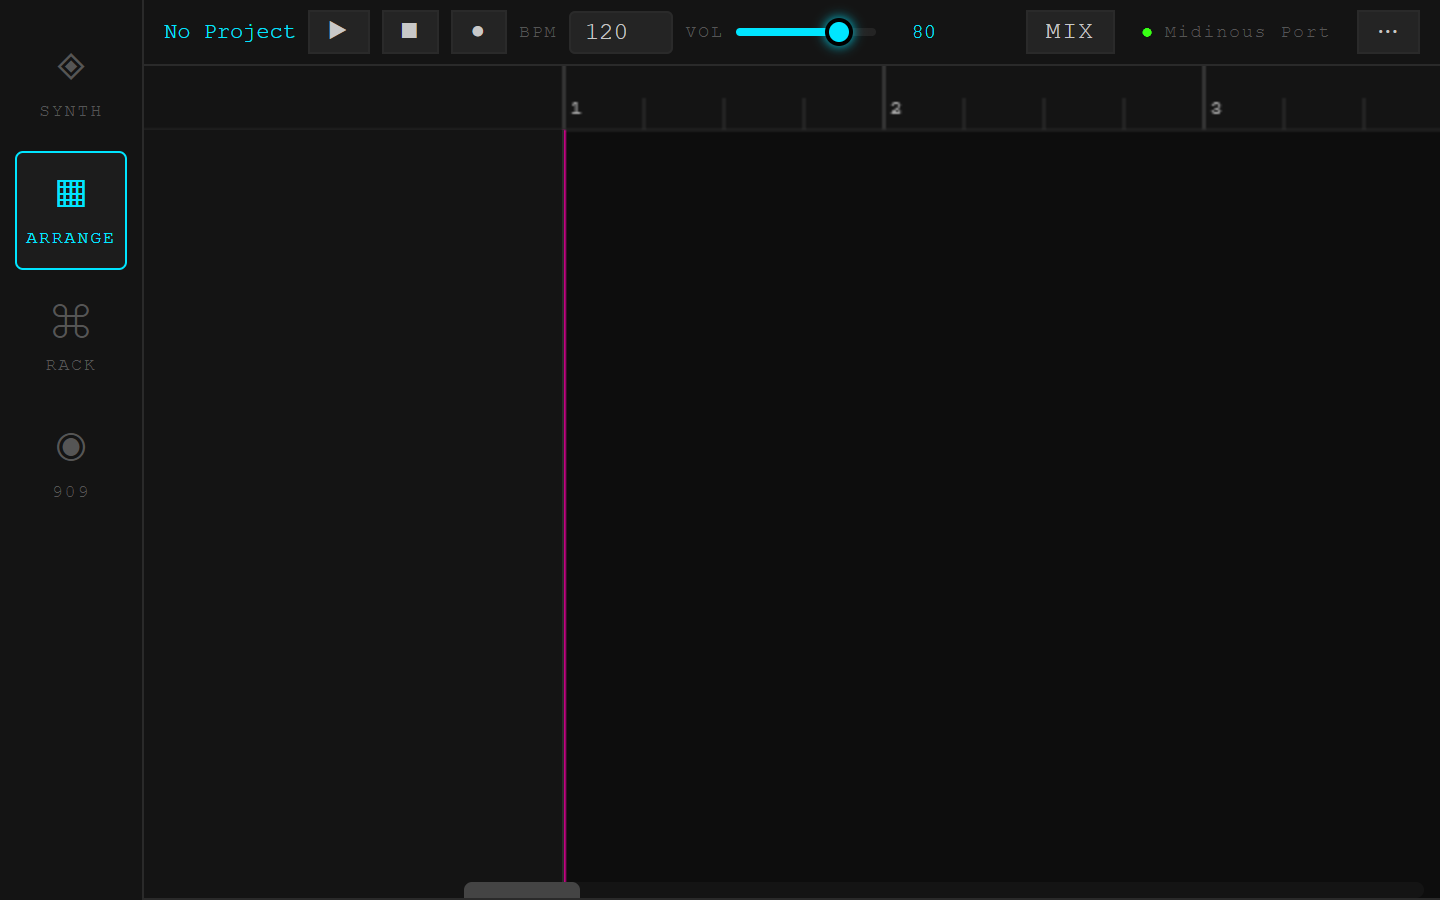 No Project BPM 120 VOL 80 MIX Midinous Port ...
1 2 3
SYNTH
ARRANGE
RACK
909